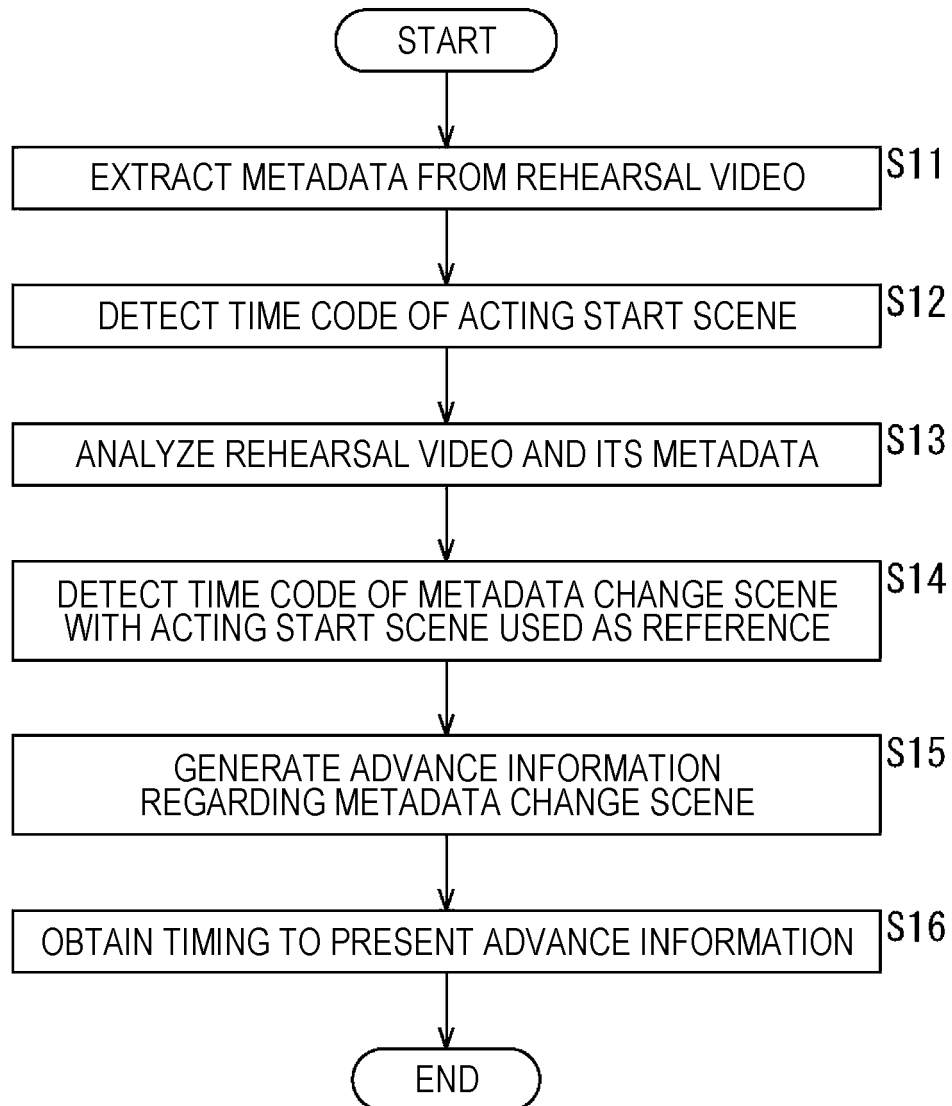 START
EXTRACT METADATA FROM REHEARSAL VIDEO
S11
DETECT TIME CODE OF ACTING START SCENE
S12
ANALYZE REHEARSAL VIDEO AND ITS METADATA
S13
DETECT TIME CODE OF METADATA CHANGE SCENE
WITH ACTING START SCENE USED AS REFERENCE
S14
GENERATE ADVANCE INFORMATION
REGARDING METADATA CHANGE SCENE
S15
OBTAIN TIMING TO PRESENT ADVANCE INFORMATION
S16
END